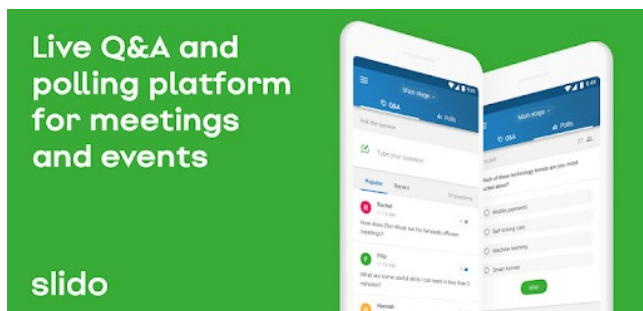 Live Q&A and
polling platform
for meetings
and events
slido
Main stage
Q&A
Polls
Ask the speaker
Type your question
Popular
Recent
Rachel
How does Elon Musk run his famously efficient
meetings?
Filip
What are some useful skills I can learn in less than 5
minutes?
Hannah
Main stage
Q&A
Polls
of these technology trends are you most
about?
Mobile payments
Self-driving cars
Machine learning
Smart homes